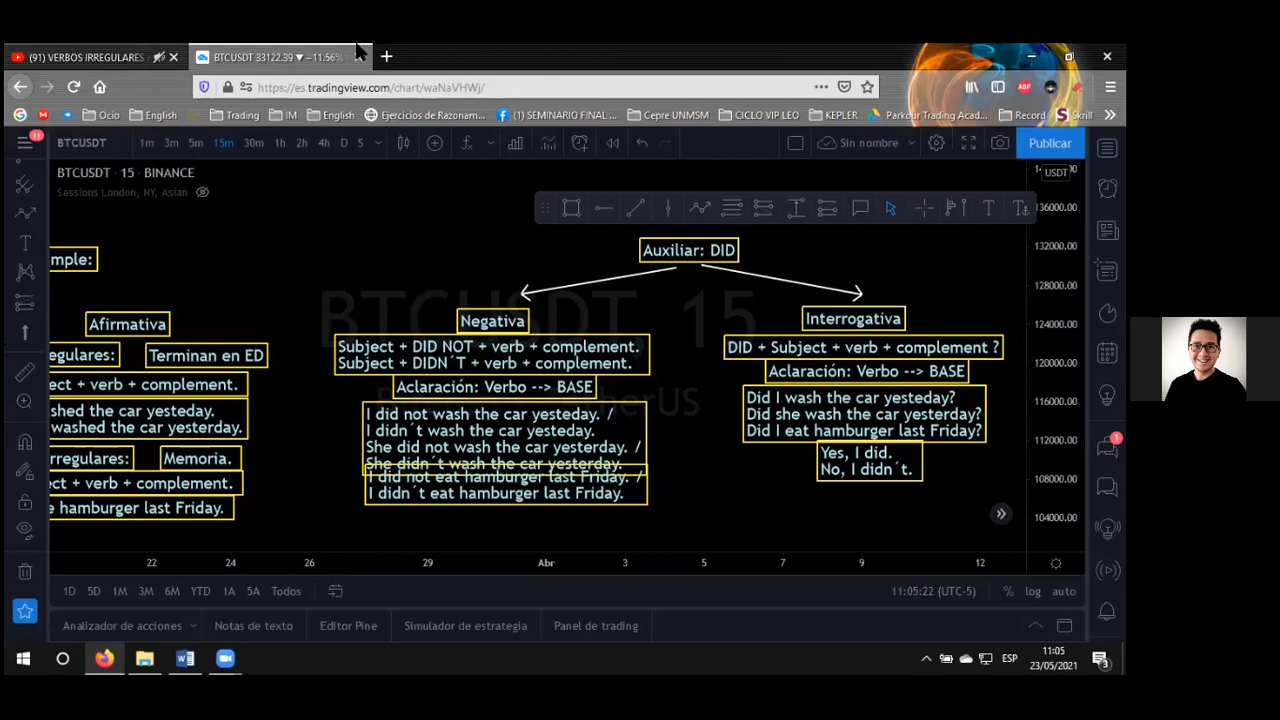 (91) VERBOS IRREGULARES
BTCUSDT 33122.39 ▼ −11.56%
https://es.tradingview.com/chart/waNaVHWj/
Ocio
English
Trading
IM
English
Ejercicios de Razonam...
(1) SEMINARIO FINAL ...
Cepre UNMSM
CICLO VIP LEO
KEPLER
Parkour Trading Acade...
Record
Skrill
11
BTCUSDT
1m 3m 5m 15m 30m 1h 2h 4h D S
Sin nombre
Publicar
BTCUSDT · 15 · BINANCE
Sessions London, NY, Asian
USDT
136000.00
132000.00
128000.00
124000.00
120000.00
116000.00
112000.00
108000.00
104000.00
BTCUSDT, 15
mple:
Afirmativa
egulares:
Terminan en ED
ect + verb + complement.
shed the car yesteday.
washed the car yesterday.
rregulares:
Memoria.
ect + verb + complement.
e hamburger last Friday.
Auxiliar: DID
Negativa
Subject + DID NOT + verb + complement.
Subject + DIDN´T + verb + complement.
Aclaración: Verbo --> BASE
I did not wash the car yesteday. /
I didn´t wash the car yesteday.
She did not wash the car yesterday. /
She didn´t wash the car yesterday.
I did not eat hamburger last Friday. /
I didn´t eat hamburger last Friday.
Interrogativa
DID + Subject + verb + complement ?
Aclaración: Verbo --> BASE
Did I wash the car yesteday?
Did she wash the car yesterday?
Did I eat hamburger last Friday?
Yes, I did.
No, I didn´t.
1
22 24 26 29 Abr 3 5 7 9 12
1D 5D 1M 3M 6M YTD 1A 5A Todos
11:05:22 (UTC-5)
% log auto
Analizador de acciones
Notas de texto
Editor Pine
Simulador de estrategia
Panel de trading
ESP
11:05
23/05/2021
3